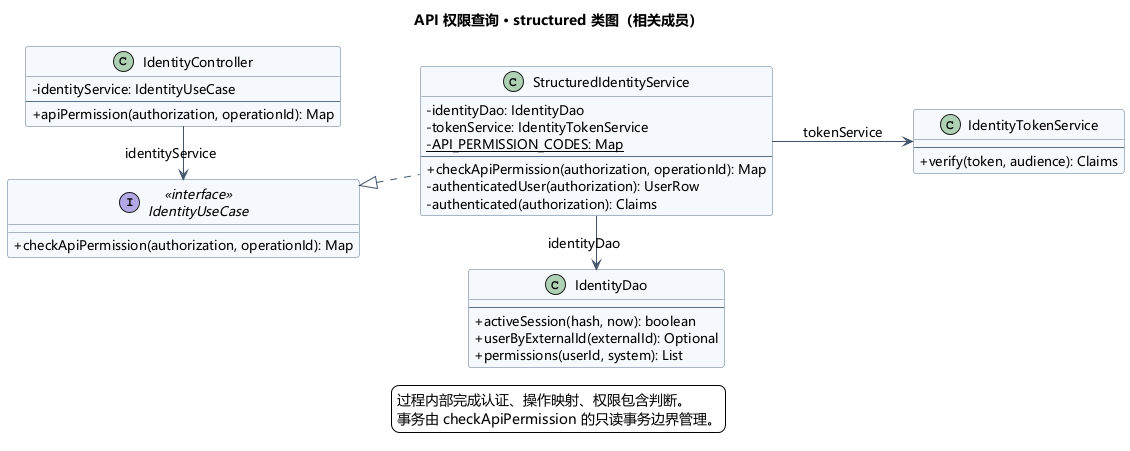 API 权限查询 • structured 类图（相关成员）
C IdentityController
-identityService: IdentityUseCase
+apiPermission(authorization, operationId): Map
identityService
I <<interface>>
IdentityUseCase
+checkApiPermission(authorization, operationId): Map
C StructuredIdentityService
-identityDao: IdentityDao
-tokenService: IdentityTokenService
-API_PERMISSION_CODES: Map
+checkApiPermission(authorization, operationId): Map
-authenticatedUser(authorization): UserRow
-authenticated(authorization): Claims
tokenService
C IdentityTokenService
+verify(token, audience): Claims
identityDao
C IdentityDao
+activeSession(hash, now): boolean
+userByExternalId(externalId): Optional
+permissions(userId, system): List
过程内部完成认证、操作映射、权限包含判断。
事务由 checkApiPermission 的只读事务边界管理。